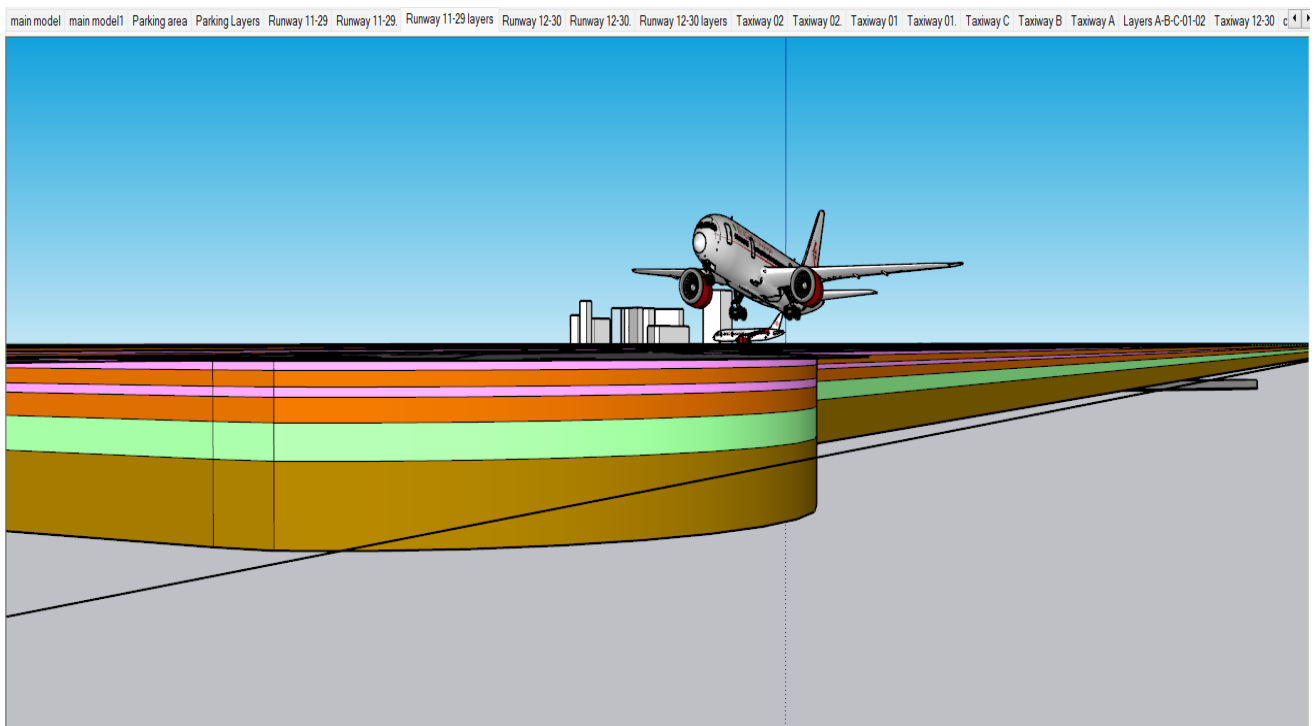 main model main model1 Parking area Parking Layers Runway 11-29 Runway 11-29. Runway 11-29 layers Runway 12-30 Runway 12-30. Runway 12-30 layers Taxiway 02 Taxiway 02. Taxiway 01 Taxiway 01. Taxiway C Taxiway B Taxiway A Layers A-B-C-01-02 Taxiway 12-30 c